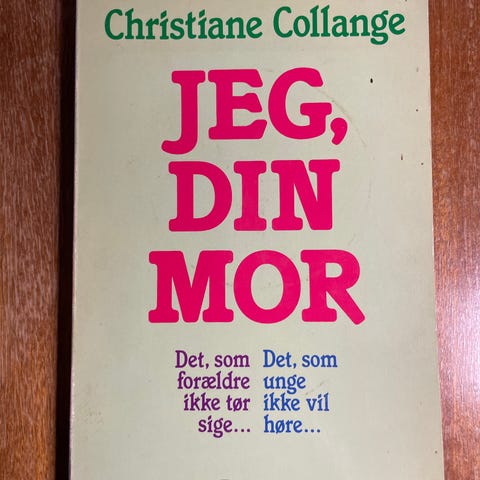 Christiane Collange
JEG,
DIN
MOR
Det, som
forældre
ikke tør
sige...
Det, som
unge
ikke vil
høre...